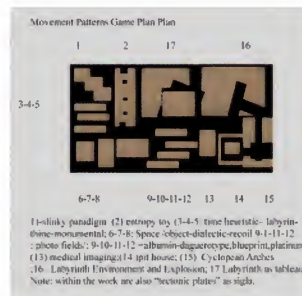 Movement Patterns Game Plan Plan
1 2 17 16
3-4-5
6-7-8 9-10-11-12 13 14 15
1)-slinky paradigm (2) entropy toy (3-4-5: time heuristic- labyrin-
thine-monumental; 6-7-8: Space /object-dialectic-recoil 9-1-11-12
: photo fields'; 9-10-11-12 =albumin-daguerotype,blueprint,platinum
(13) medical imaging;(14 ipd house; (15) Cyclopean Arches
;16. Labyrinth Environment and Explosion; 17 Labyrinth as tableau
Note: within the work are also "tectonic plates" as